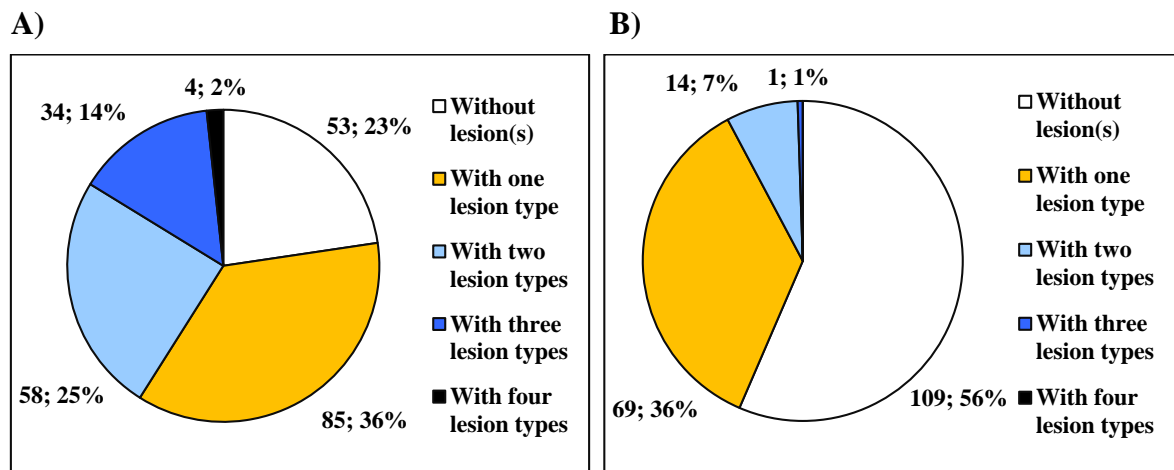 A)
4; 2%
34; 14%
53; 23%
58; 25%
85; 36%
Without
lesion(s)
With one
lesion type
With two
lesion types
With three
lesion types
With four
lesion types
B)
14; 7%
1; 1%
69; 36%
109; 56%
Without
lesion(s)
With one
lesion type
With two
lesion types
With three
lesion types
With four
lesion types